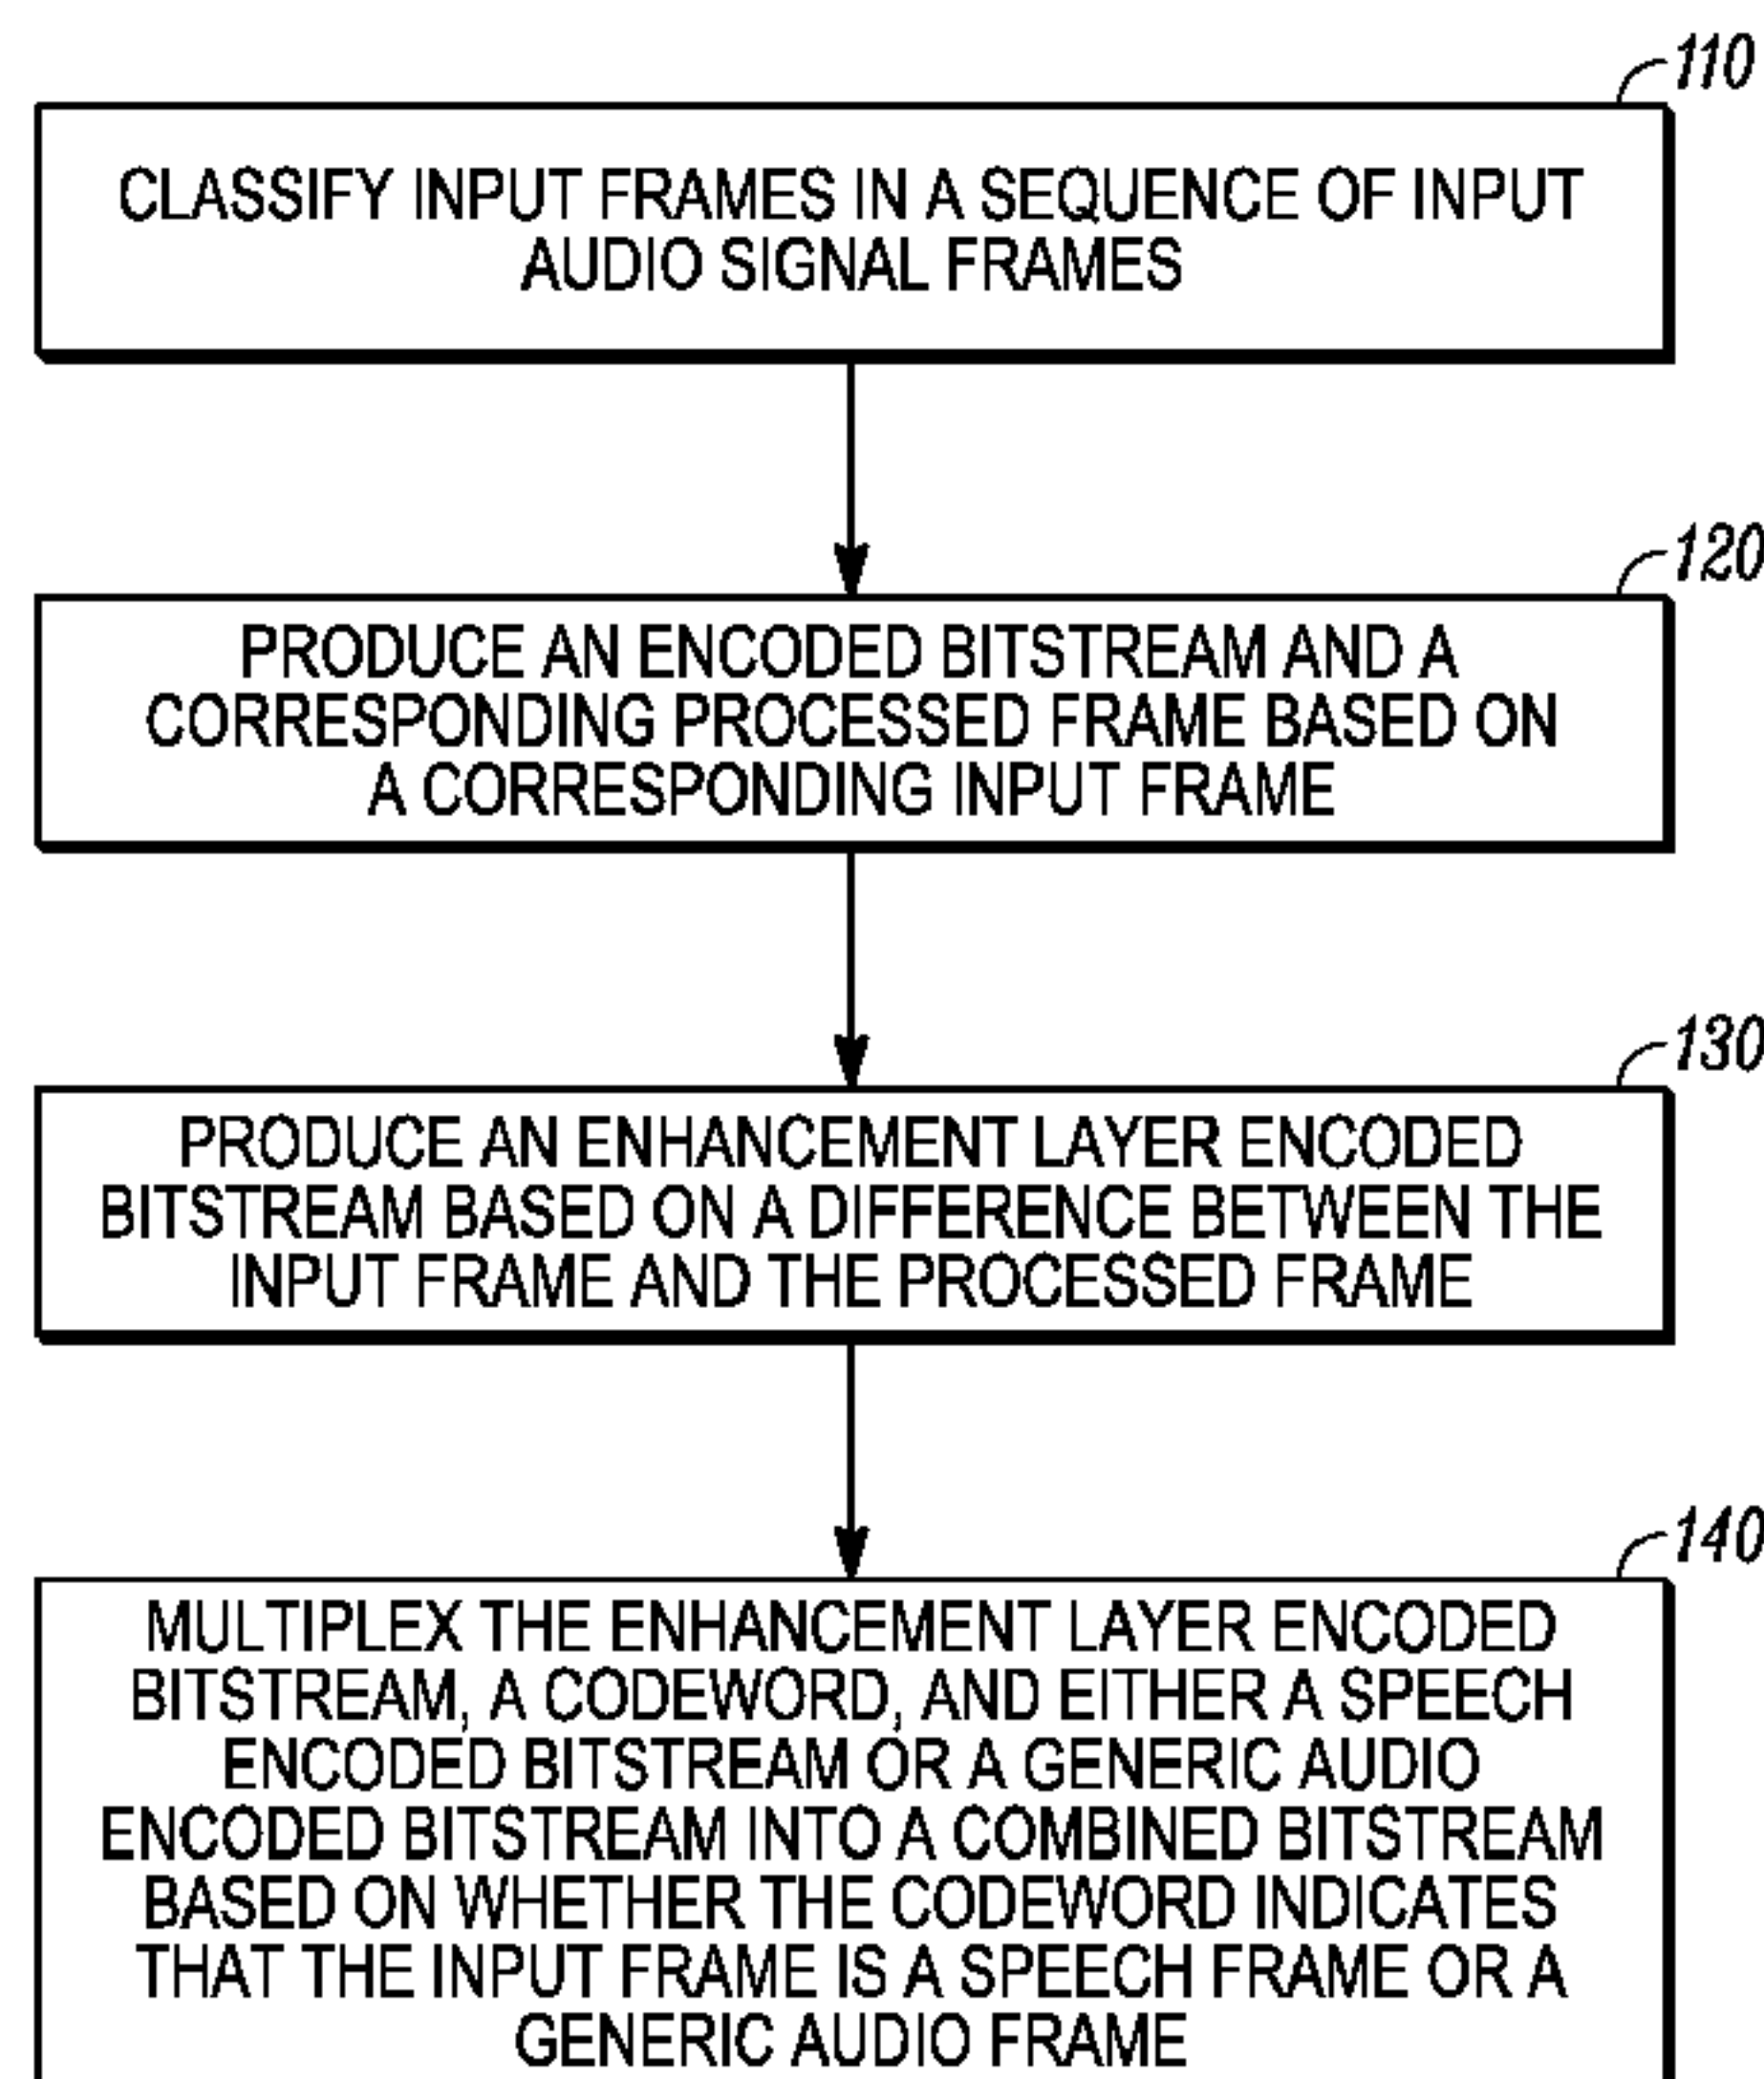 110
CLASSIFY INPUT FRAMES IN A SEQUENCE OF INPUT
AUDIO SIGNAL FRAMES
120
PRODUCE AN ENCODED BITSTREAM AND A
CORRESPONDING PROCESSED FRAME BASED ON
A CORRESPONDING INPUT FRAME
130
PRODUCE AN ENHANCEMENT LAYER ENCODED
BITSTREAM BASED ON A DIFFERENCE BETWEEN THE
INPUT FRAME AND THE PROCESSED FRAME
140
MULTIPLEX THE ENHANCEMENT LAYER ENCODED
BITSTREAM, A CODEWORD, AND EITHER A SPEECH
ENCODED BITSTREAM OR A GENERIC AUDIO
ENCODED BITSTREAM INTO A COMBINED BITSTREAM
BASED ON WHETHER THE CODEWORD INDICATES
THAT THE INPUT FRAME IS A SPEECH FRAME OR A
GENERIC AUDIO FRAME